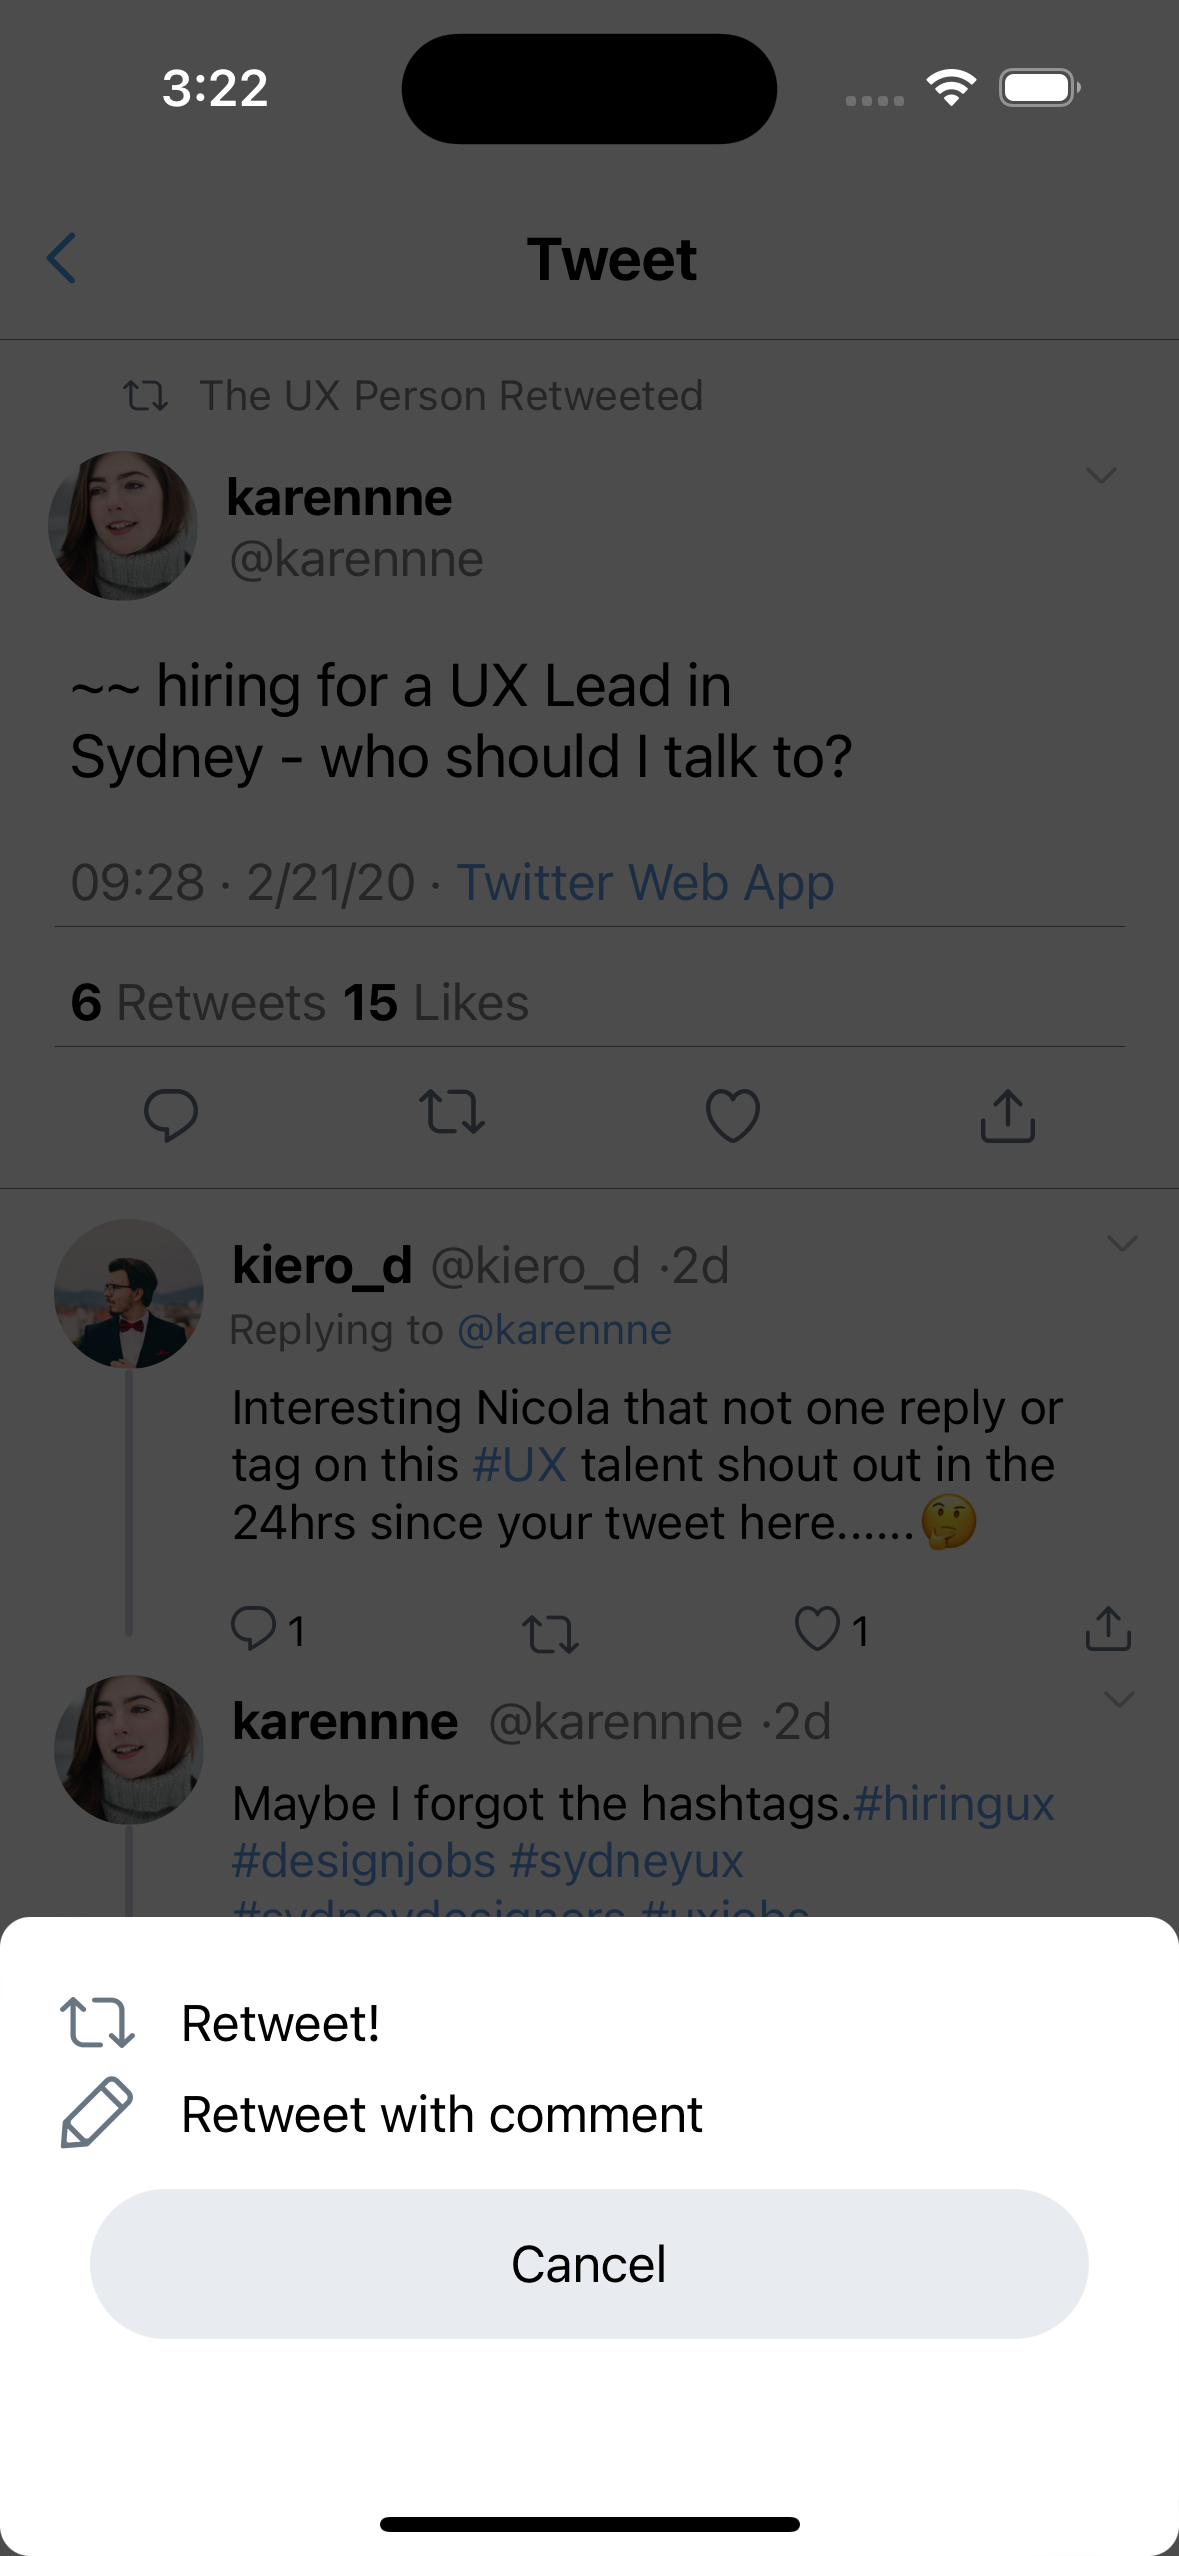 3:22
Tweet
The UX Person Retweeted
karennne
@karennne
~~ hiring for a UX Lead in
Sydney - who should I talk to?
09:28 · 2/21/20 · Twitter Web App
6 Retweets 15 Likes
kiero_d @kiero_d ·2d
Replying to @karennne
Interesting Nicola that not one reply or
tag on this #UX talent shout out in the
24hrs since your tweet here......🤔
1 1
karennne @karennne ·2d
Maybe I forgot the hashtags.#hiringux
#designjobs #sydneyux
#sydneydesigners #uxjobs
Retweet!
Retweet with comment
Cancel